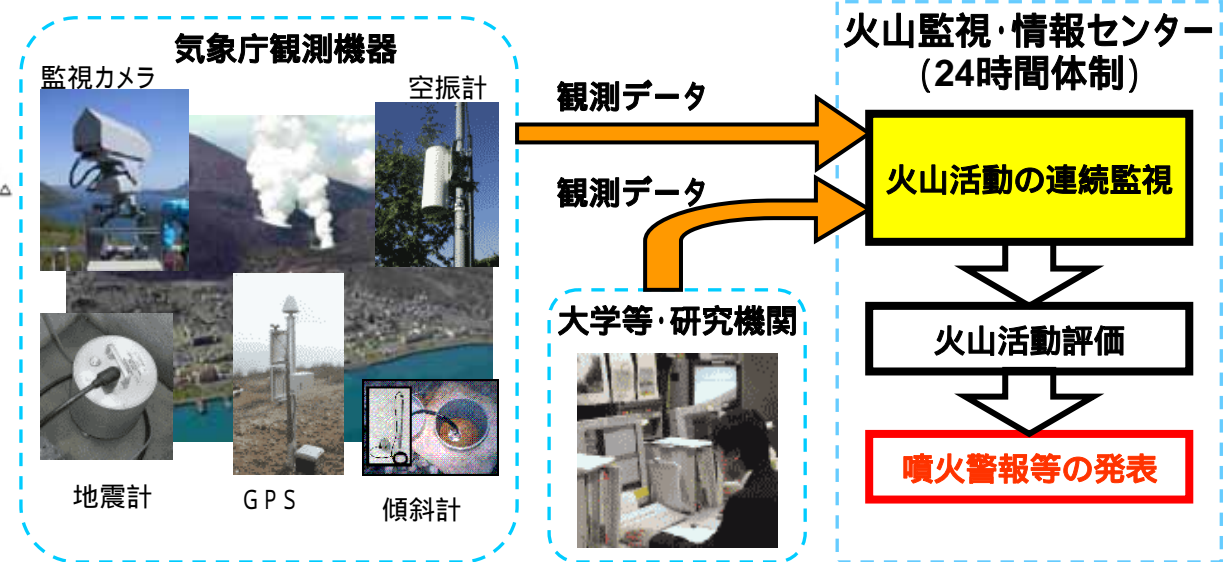 気象庁観測機器
監視カメラ
空振計
地震計
GPS
傾斜計
観測データ
観測データ
大学等・研究機関
火山監視・情報センター
(24時間体制)
火山活動の連続監視
火山活動評価
噴火警報等の発表